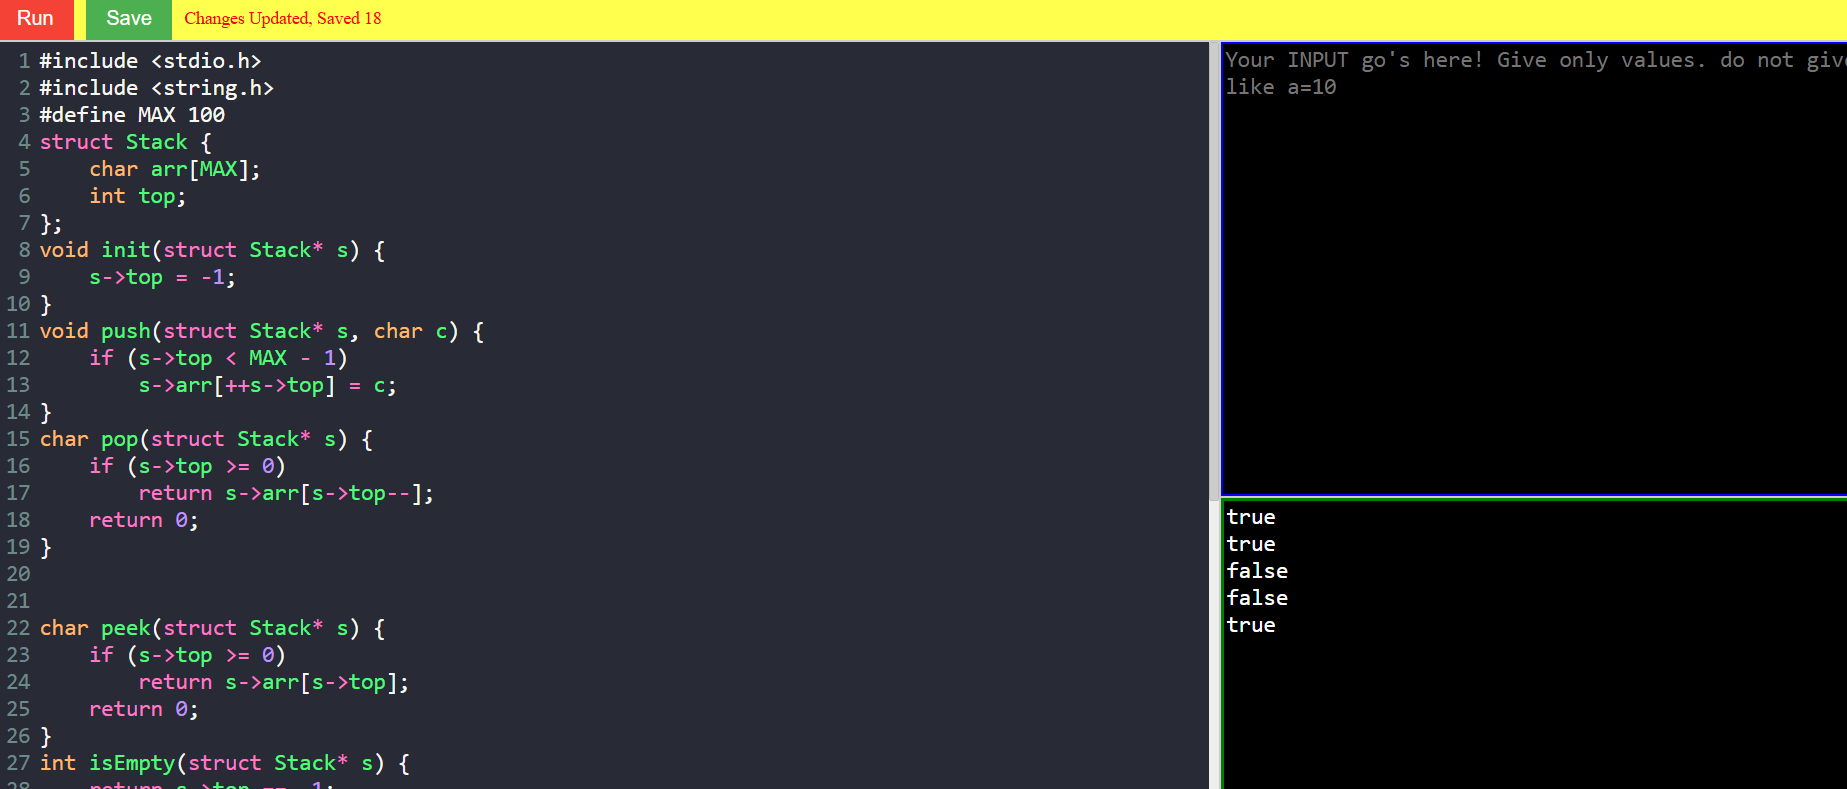 Run Save Changes Updated, Saved 18
1 #include <stdio.h>
2 #include <string.h>
3 #define MAX 100
4 struct Stack {
5     char arr[MAX];
6     int top;
7 };
8 void init(struct Stack* s) {
9     s->top = -1;
10 }
11 void push(struct Stack* s, char c) {
12     if (s->top < MAX - 1)
13         s->arr[++s->top] = c;
14 }
15 char pop(struct Stack* s) {
16     if (s->top >= 0)
17         return s->arr[s->top--];
18     return 0;
19 }
20
21
22 char peek(struct Stack* s) {
23     if (s->top >= 0)
24         return s->arr[s->top];
25     return 0;
26 }
27 int isEmpty(struct Stack* s) {
28     return s->top == -1;
Your INPUT go's here! Give only values. do not give
like a=10
true
true
false
false
true